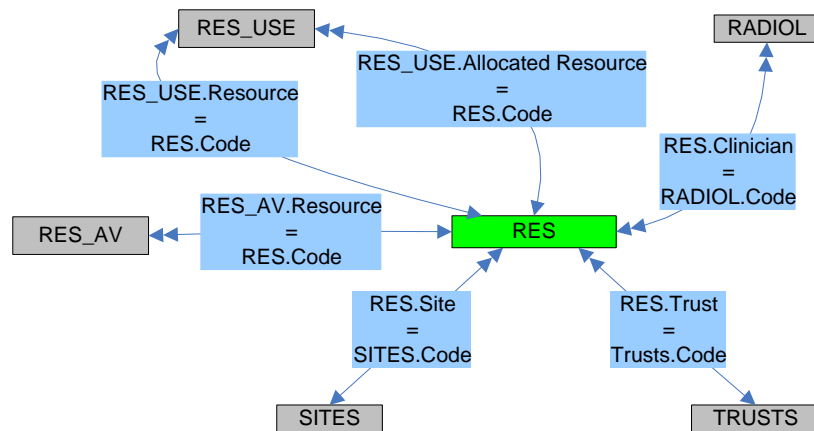 RES_USE
RADIOL
RES_USE.Allocated Resource
=
RES.Code
RES_USE.Resource
=
RES.Code
RES.Clinician
=
RADIOL.Code
RES_AV
RES_AV.Resource
=
RES.Code
RES
RES.Site
=
SITES.Code
RES.Trust
=
Trusts.Code
SITES
TRUSTS